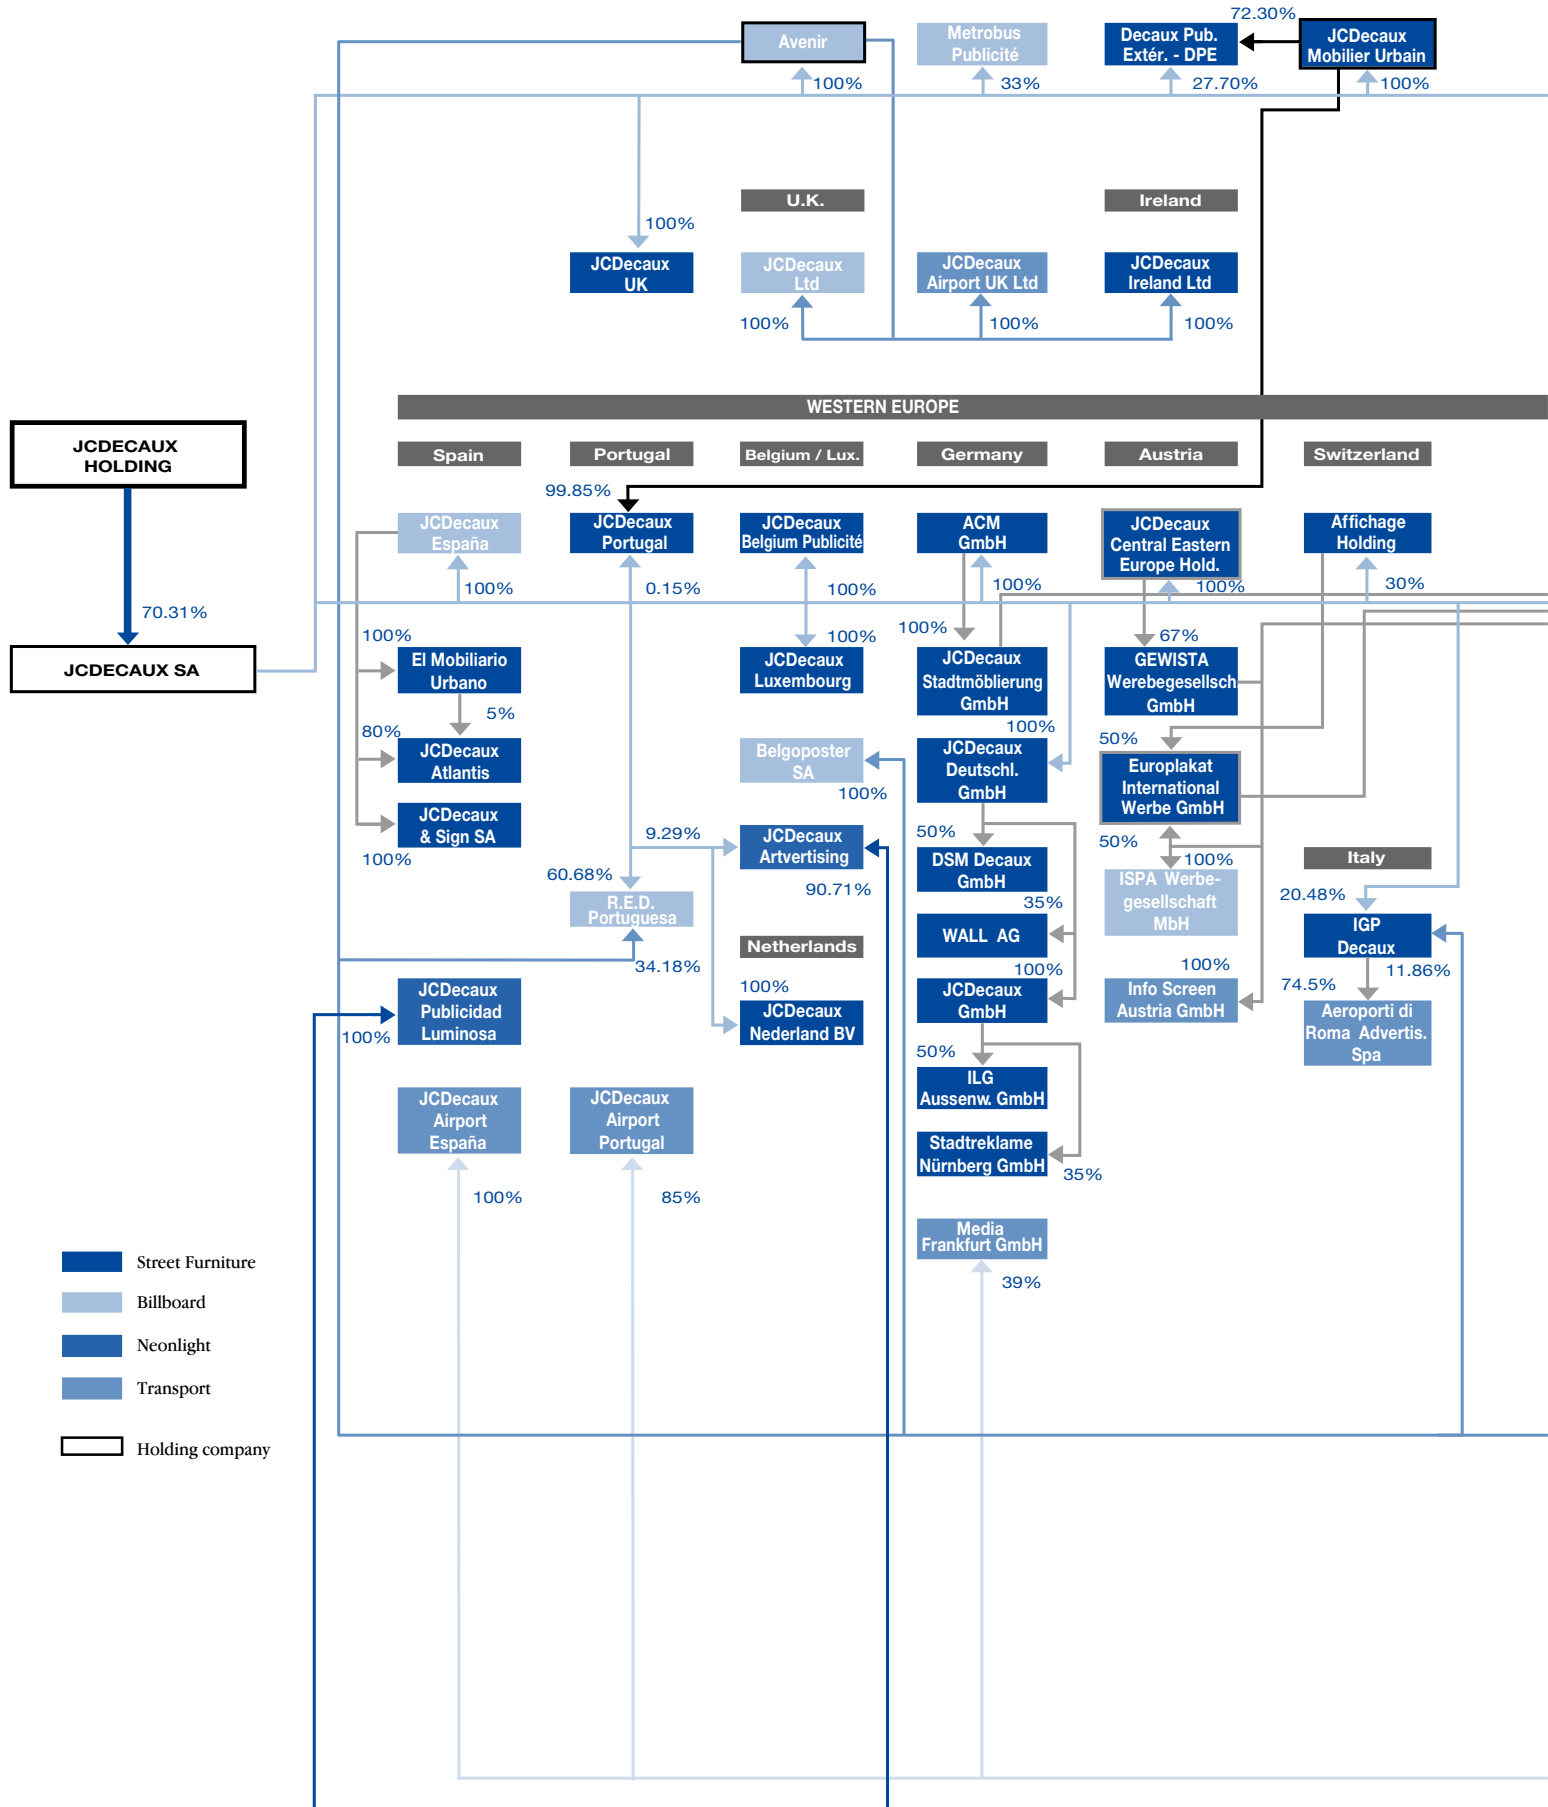 72.30%
Avenir
Metrobus
Publicité
Decaux Pub.
Extér. - DPE
JCDecaux
Mobilier Urbain
100%
33%
27.70%
100%
U.K.
Ireland
100%
JCDecaux
UK
JCDecaux
Ltd
JCDecaux
Airport UK Ltd
JCDecaux
Ireland Ltd
100%
100%
100%
WESTERN EUROPE
JCDECAUX
HOLDING
70.31%
JCDECAUX SA
Spain
Portugal
Belgium / Lux.
Germany
Austria
Switzerland
99.85%
JCDecaux
España
JCDecaux
Portugal
JCDecaux
Belgium Publicité
ACM
GmbH
JCDecaux
Central Eastern
Europe Hold.
Affichage
Holding
100%
0.15%
100%
100%
100%
30%
100%
100%
100%
67%
El Mobiliario
Urbano
JCDecaux
Luxembourg
JCDecaux
Stadtmöblierung
GmbH
GEWISTA
Werebegesellsch
GmbH
5%
80%
100%
50%
JCDecaux
Atlantis
Belgoposter
SA
JCDecaux
Deutschl.
GmbH
Europlakat
International
Werbe GmbH
100%
JCDecaux
& Sign SA
100%
9.29%
JCDecaux
Artvertising
50%
50%
100%
Italy
DSM Decaux
GmbH
60.68%
90.71%
35%
ISPA Werbe-
gesellschaft
MbH
20.48%
R.E.D.
Portuguesa
WALL AG
IGP
Decaux
Netherlands
34.18%
100%
100%
100%
11.86%
74.5%
JCDecaux
Publicidad
Luminosa
100%
JCDecaux
Nederland BV
JCDecaux
GmbH
Info Screen
Austria GmbH
Aeroporti di
Roma Advertis.
Spa
50%
ILG
Aussenw. GmbH
JCDecaux
Airport
España
JCDecaux
Airport
Portugal
Stadtreklame
Nürnberg GmbH
35%
100%
85%
Media
Frankfurt GmbH
39%
Street Furniture
Billboard
Neonlight
Transport
Holding company